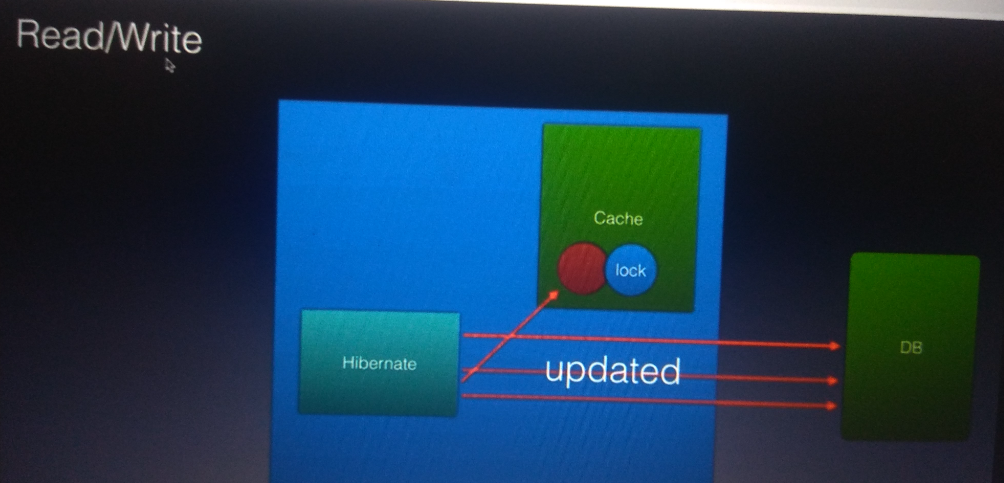 Read/Write
Cache
lock
Hibernate
updated
DB